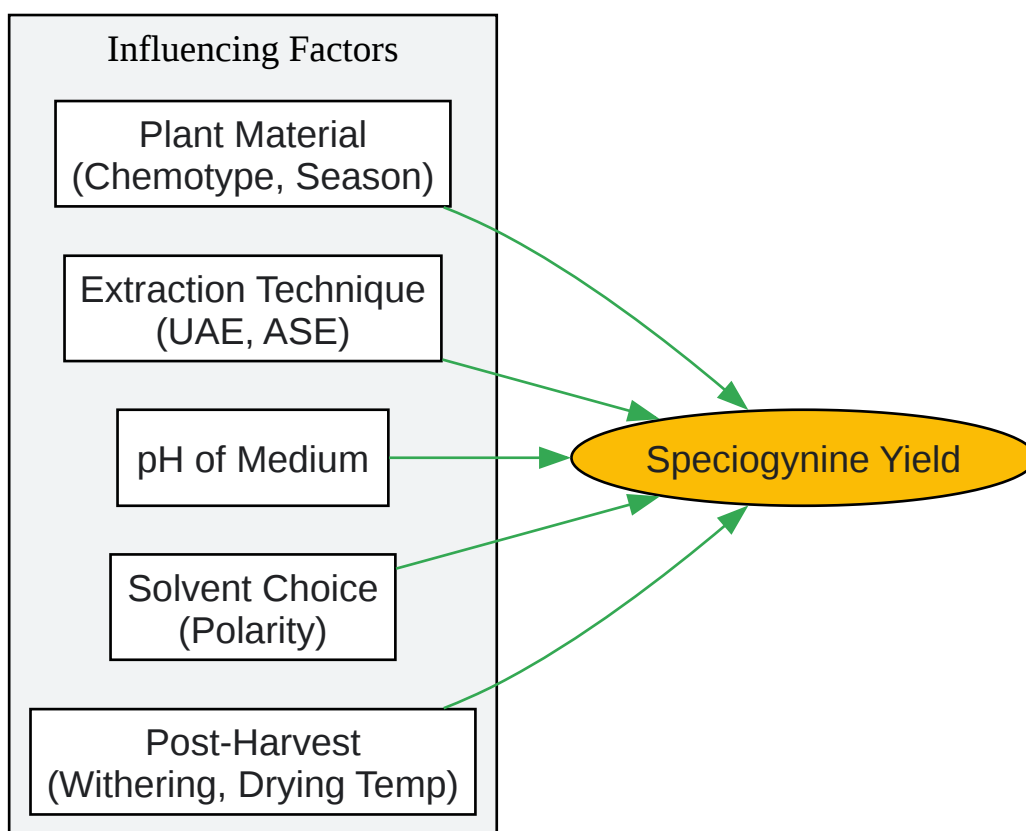 Influencing Factors
Plant Material
(Chemotype, Season)
Extraction Technique
(UAE, ASE)
pH of Medium
Speciogynine Yield
Solvent Choice
(Polarity)
Post-Harvest
(Withering, Drying Temp)